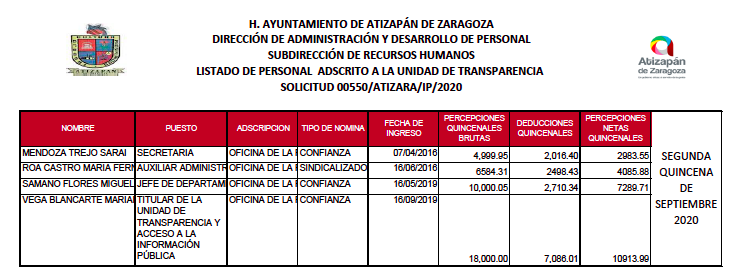 H. AYUNTAMIENTO DE ATIZAPÁN DE ZARAGOZA
DIRECCIÓN DE ADMINISTRACIÓN Y DESARROLLO DE PERSONAL
SUBDIRECCIÓN DE RECURSOS HUMANOS
LISTADO DE PERSONAL ADSCRITO A LA UNIDAD DE TRANSPARENCIA
SOLICITUD 00550/ATIZARA/IP/2020
ATIZAPAN
Atizapán
de Zaragoza
NOMBRE PUESTO ADSCRIPCION TIPO DE NOMINA FECHA DE INGRESO PERCEPCIONES QUINCENALES BRUTAS DEDUCCIONES QUINCENALES PERCEPCIONES NETAS QUINCENALES
MENDOZA TREJO SARAI SECRETARIA OFICINA DE LA CONFIANZA 07/04/2016 4,999.95 2,016.40 2983.55
ROA CASTRO MARIA FERN AUXILIAR ADMINISTR OFICINA DE LA SINDICALIZADO 16/06/2016 6584.31 2498.43 4085.88
SAMANO FLORES MIGUEL JEFE DE DEPARTAM OFICINA DE LA CONFIANZA 16/05/2019 10,000.05 2,710.34 7289.71
VEGA BLANCARTE MARIA TITULAR DE LA OFICINA DE LA CONFIANZA 16/09/2019
UNIDAD DE
TRANSPARENCIA Y
ACCESO A LA
INFORMACIÓN
PÚBLICA 18,000.00 7,086.01 10913.99
SEGUNDA
QUINCENA
DE
SEPTIEMBRE
2020